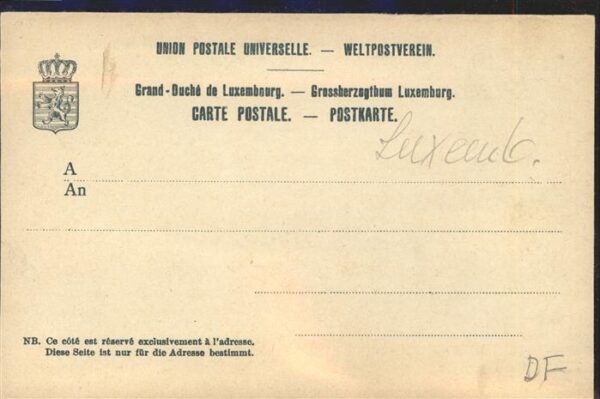 UNION POSTALE UNIVERSELLE. — WELTPOSTVEREIN.
Grand-Duché de Luxembourg. — Grossherzogthum Luxemburg.
CARTE POSTALE. — POSTKARTE.
Luxemb.
A
An
NB. Ce côté est réservé exclusivement à l'adresse.
Diese Seite ist nur für die Adresse bestimmt.
DF